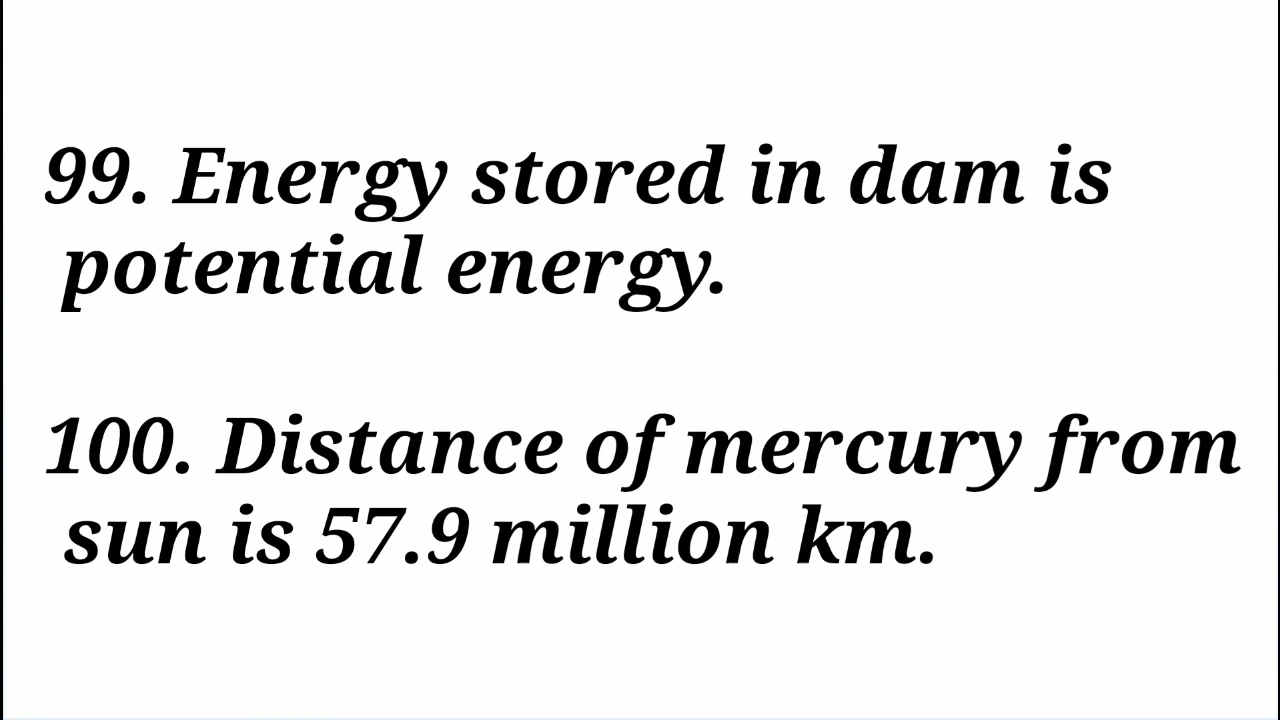 99. Energy stored in dam is
potential energy.
100. Distance of mercury from
sun is 57.9 million km.